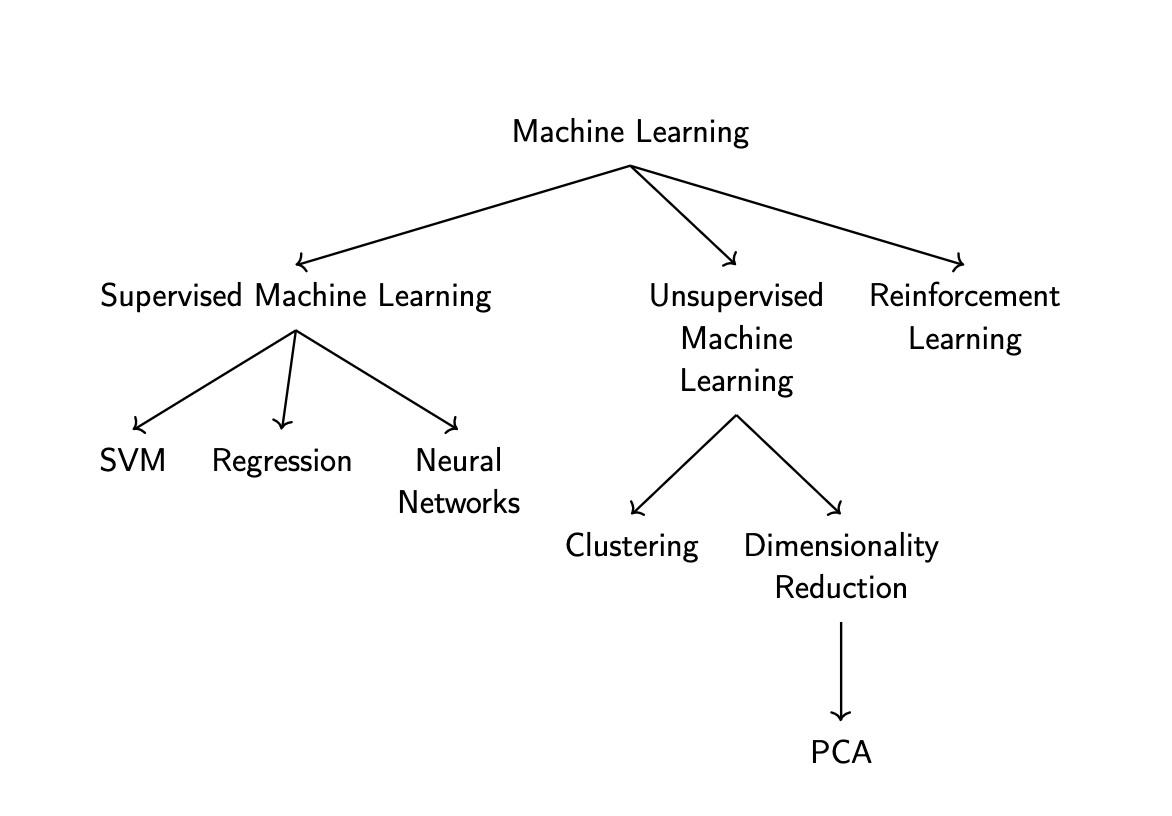 Machine Learning
Supervised Machine Learning
Unsupervised
Machine
Learning
Reinforcement
Learning
SVM
Regression
Neural
Networks
Clustering
Dimensionality
Reduction
PCA